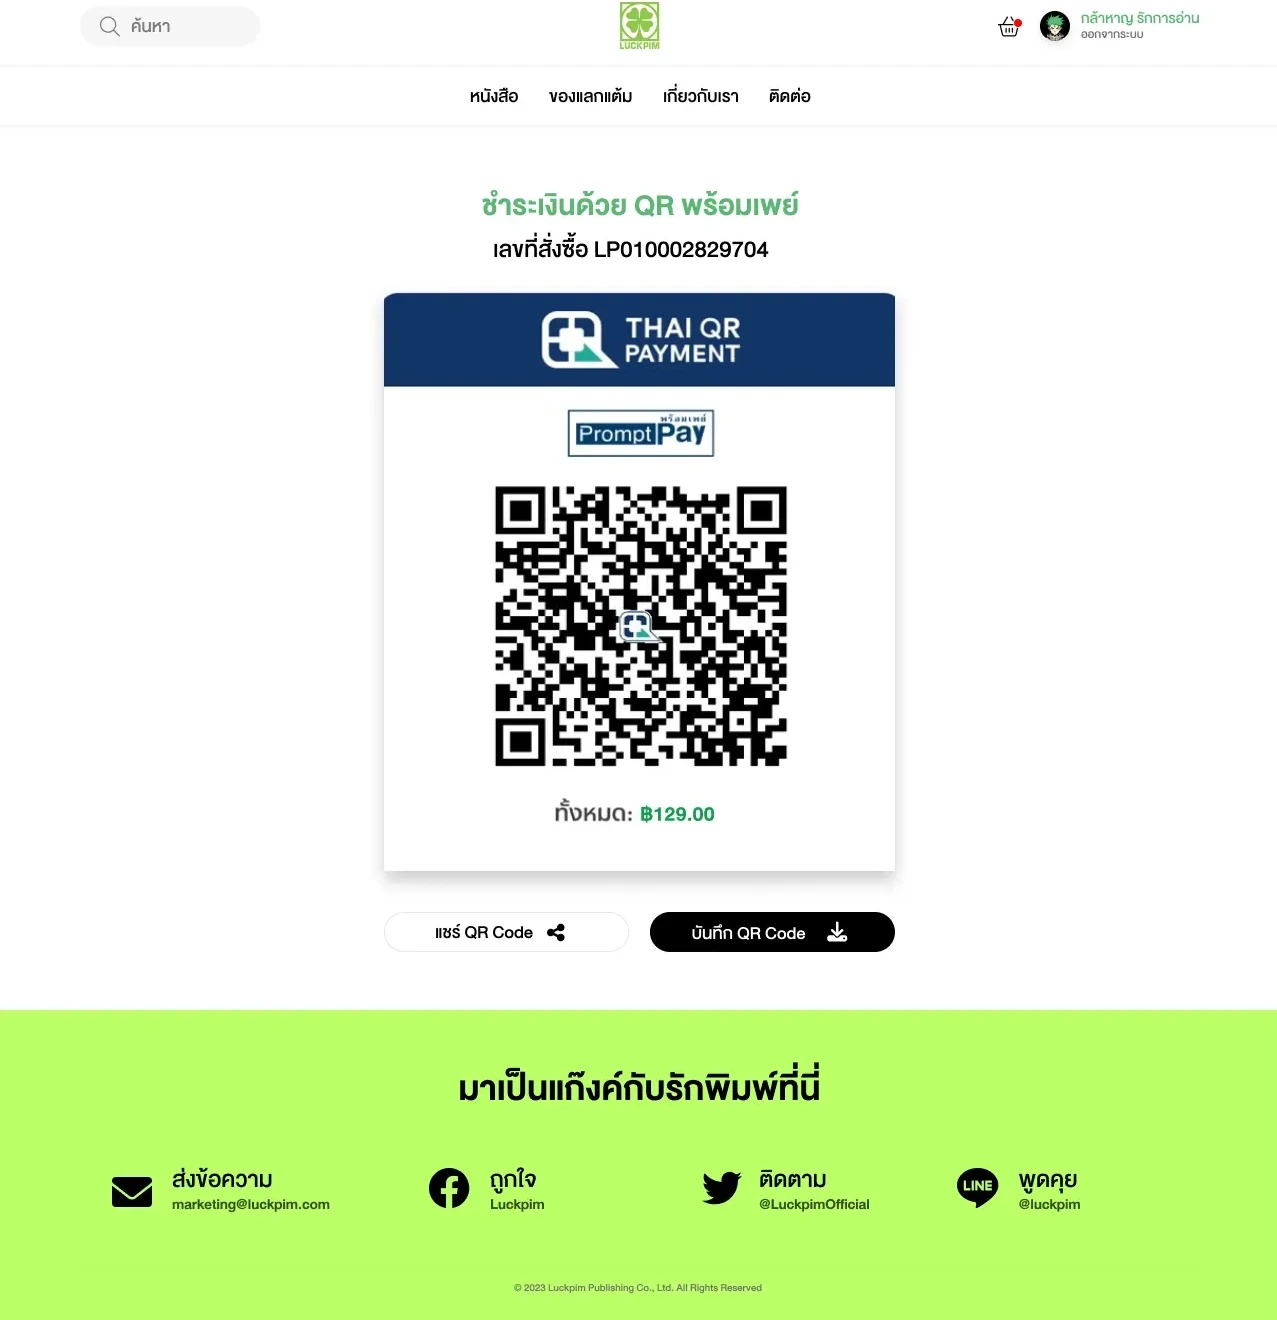 ค้นหา
LUCKPIM
กล้าหาญ รักการอ่าน
ออกจากระบบ
หนังสือ ของแลกแต้ม เกี่ยวกับเรา ติดต่อ
ชำระเงินด้วย QR พร้อมเพย์
เลขที่สั่งซื้อ LP010002829704
THAI QR
PAYMENT
พร้อมเพย์
PromptPay
ทั้งหมด: ฿129.00
แชร์ QR Code
บันทึก QR Code
มาเป็นแก๊งค์กับรักพิมพ์ที่นี่
ส่งข้อความ
marketing@luckpim.com
ถูกใจ
Luckpim
ติดตาม
@LuckpimOfficial
LINE
พูดคุย
@luckpim
© 2023 Luckpim Publishing Co., Ltd. All Rights Reserved